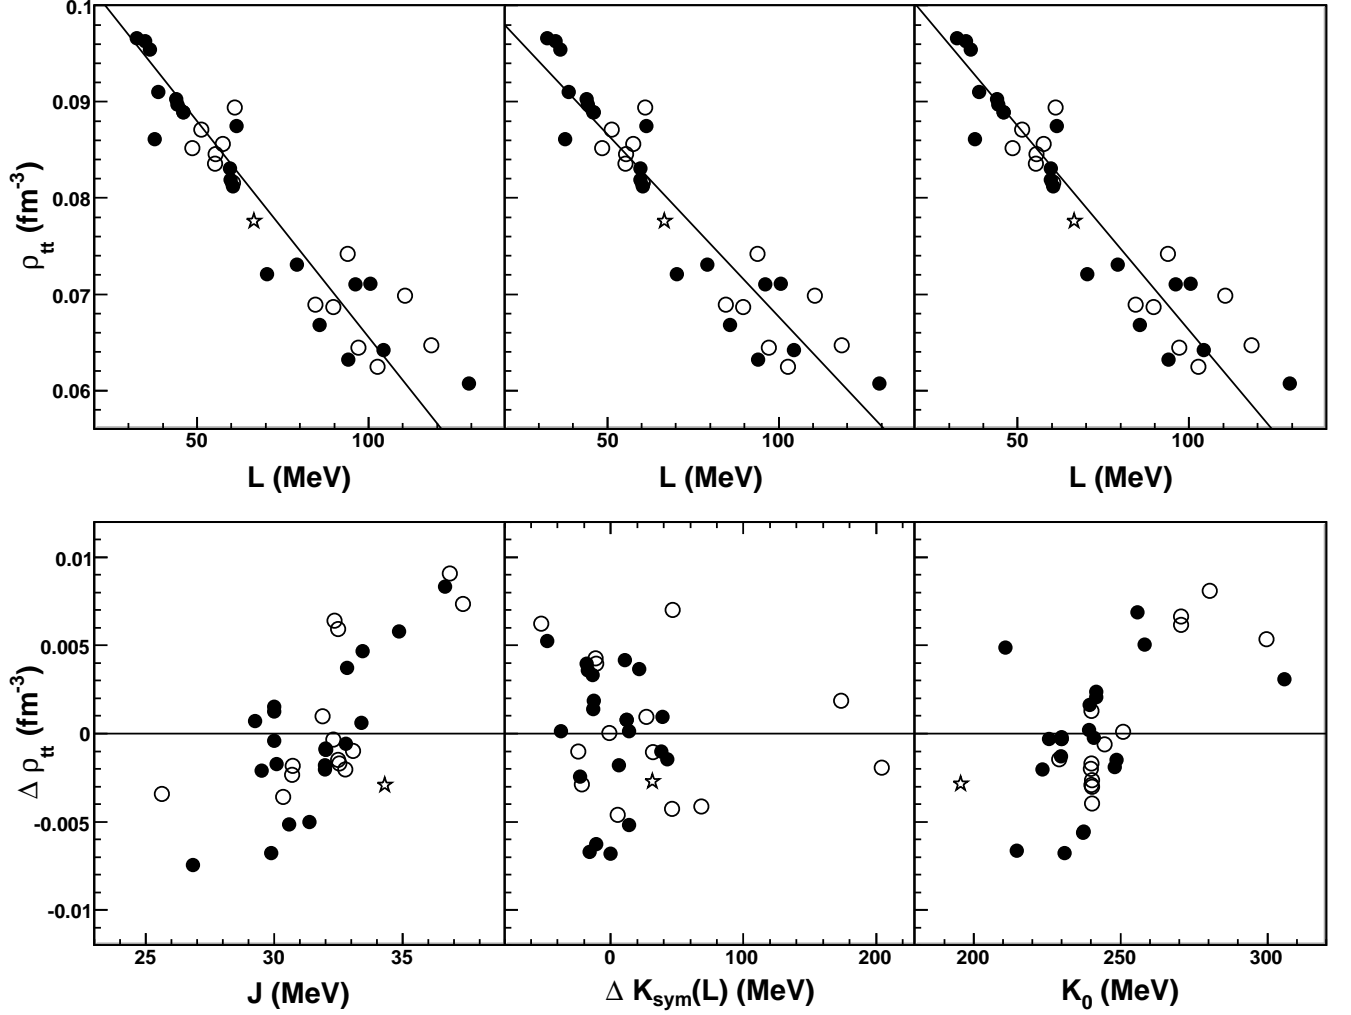 0.1
0.09
0.08
0.07
0.06
ρtt (fm-3)
50 100 50 100 50 100
L (MeV) L (MeV) L (MeV)
0.01
0.005
0
-0.005
-0.01
Δ ρtt (fm-3)
25 30 35 0 100 200 200 250 300
J (MeV) Δ Ksym(L) (MeV) K0 (MeV)